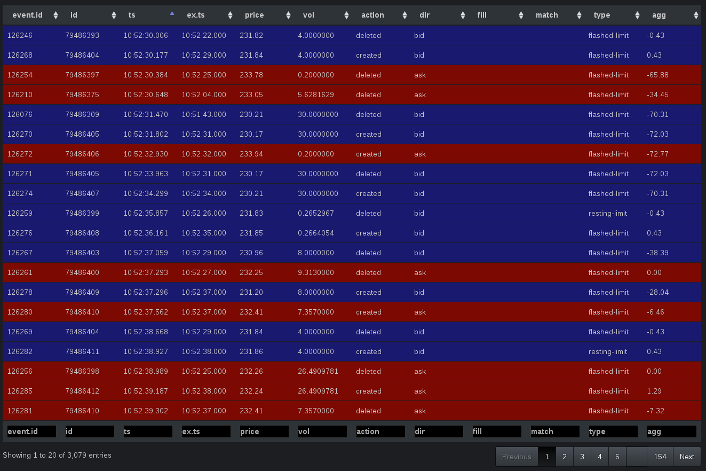 event.id id ts ex.ts price vol action dir fill match type agg
126246 79486393 10:52:30.006 10:52:22.000 231.82 4.0000000 deleted bid flashed-limit -0.43
126268 79486404 10:52:30.177 10:52:29.000 231.84 4.0000000 created bid flashed-limit 0.43
126254 79486397 10:52:30.384 10:52:25.000 233.78 0.2000000 deleted ask flashed-limit -65.88
126210 79486375 10:52:30.648 10:52:04.000 233.05 5.6281629 deleted ask flashed-limit -34.45
126076 79486309 10:52:31.470 10:51:43.000 230.21 30.0000000 deleted bid flashed-limit -70.31
126270 79486405 10:52:31.802 10:52:31.000 230.17 30.0000000 created bid flashed-limit -72.03
126272 79486406 10:52:32.930 10:52:32.000 233.94 0.2000000 created ask flashed-limit -72.77
126271 79486405 10:52:33.963 10:52:31.000 230.17 30.0000000 deleted bid flashed-limit -72.03
126274 79486407 10:52:34.299 10:52:34.000 230.21 30.0000000 created bid flashed-limit -70.31
126259 79486399 10:52:35.857 10:52:26.000 231.83 0.2652967 deleted bid resting-limit -0.43
126276 79486408 10:52:36.161 10:52:35.000 231.85 0.2664054 created bid flashed-limit 0.43
126267 79486403 10:52:37.059 10:52:29.000 230.96 8.0000000 deleted bid flashed-limit -38.39
126261 79486400 10:52:37.293 10:52:37.000 232.25 9.3130000 deleted ask flashed-limit 0.00
126278 79486409 10:52:37.296 10:52:37.000 231.20 8.0000000 created bid flashed-limit -28.04
126280 79486410 10:52:37.562 10:52:37.000 232.41 7.3570000 created ask flashed-limit -6.46
126269 79486404 10:52:38.668 10:52:29.000 231.84 4.0000000 deleted bid flashed-limit -0.43
126282 79486411 10:52:38.927 10:52:38.000 231.86 4.0000000 created bid resting-limit 0.43
126256 79486398 10:52:38.989 10:52:25.000 232.26 26.4909781 deleted ask flashed-limit 0.00
126285 79486412 10:52:39.187 10:52:38.000 232.24 26.4909781 created ask flashed-limit 1.29
126281 79486410 10:52:39.302 10:52:37.000 232.41 7.3570000 deleted ask flashed-limit -7.32
event.id id ts ex.ts price vol action dir fill match type agg
Showing 1 to 20 of 3,079 entries Previous 1 2 3 4 5 154 Next